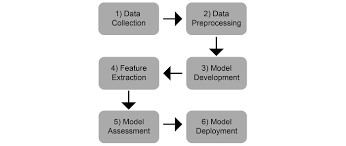 1) Data
Collection
2) Data
Preprocessing
4) Feature
Extraction
3) Model
Development
5) Model
Assessment
6) Model
Deployment